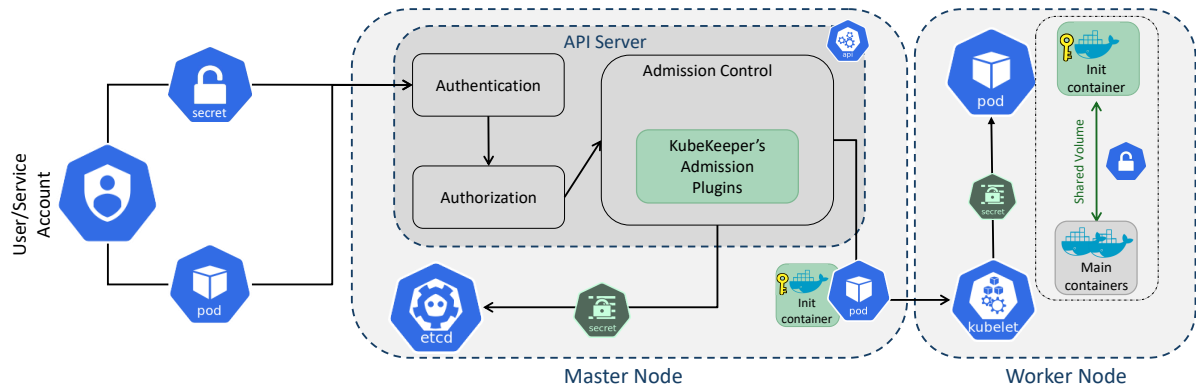 User/Service
Account
secret
pod
API Server
api
Authentication
Authorization
Admission Control
KubeKeeper's
Admission
Plugins
etcd
secret
Init
container
pod
Master Node
pod
secret
kubelet
Init
container
Shared Volume
Main
containers
Worker Node